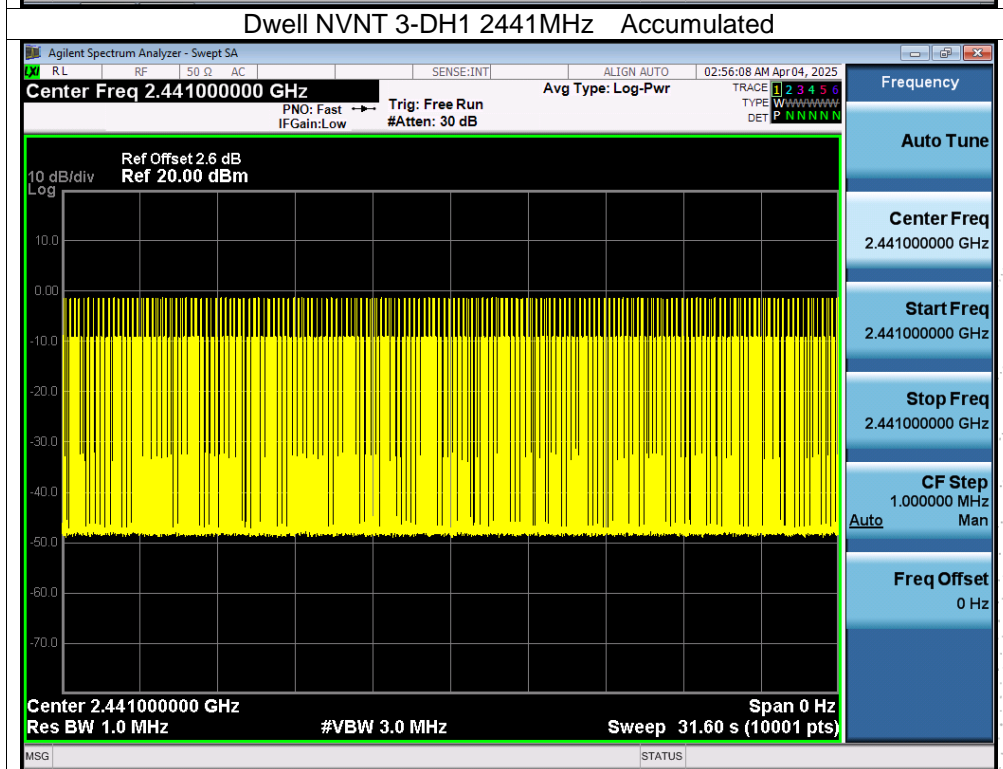 Dwell NVNT 3-DH1 2441MHz Accumulated
Agilent Spectrum Analyzer - Swept SA
LXI RL RF 50 Ω AC SENSE:INT ALIGN AUTO 02:56:08 AM Apr 04, 2025
Center Freq 2.441000000 GHz
PNO: Fast
IFGain:Low
Trig: Free Run
#Atten: 30 dB
Avg Type: Log-Pwr
TRACE 1 2 3 4 5 6
TYPE WWWWWWW
DET P N N N N N
Ref Offset 2.6 dB
10 dB/div Ref 20.00 dBm
Log
10.0
0.00
-10.0
-20.0
-30.0
-40.0
-50.0
-60.0
-70.0
Center 2.441000000 GHz Span 0 Hz
Res BW 1.0 MHz #VBW 3.0 MHz Sweep 31.60 s (10001 pts)
MSG STATUS
Frequency
Auto Tune
Center Freq
2.441000000 GHz
Start Freq
2.441000000 GHz
Stop Freq
2.441000000 GHz
CF Step
1.000000 MHz
Auto Man
Freq Offset
0 Hz